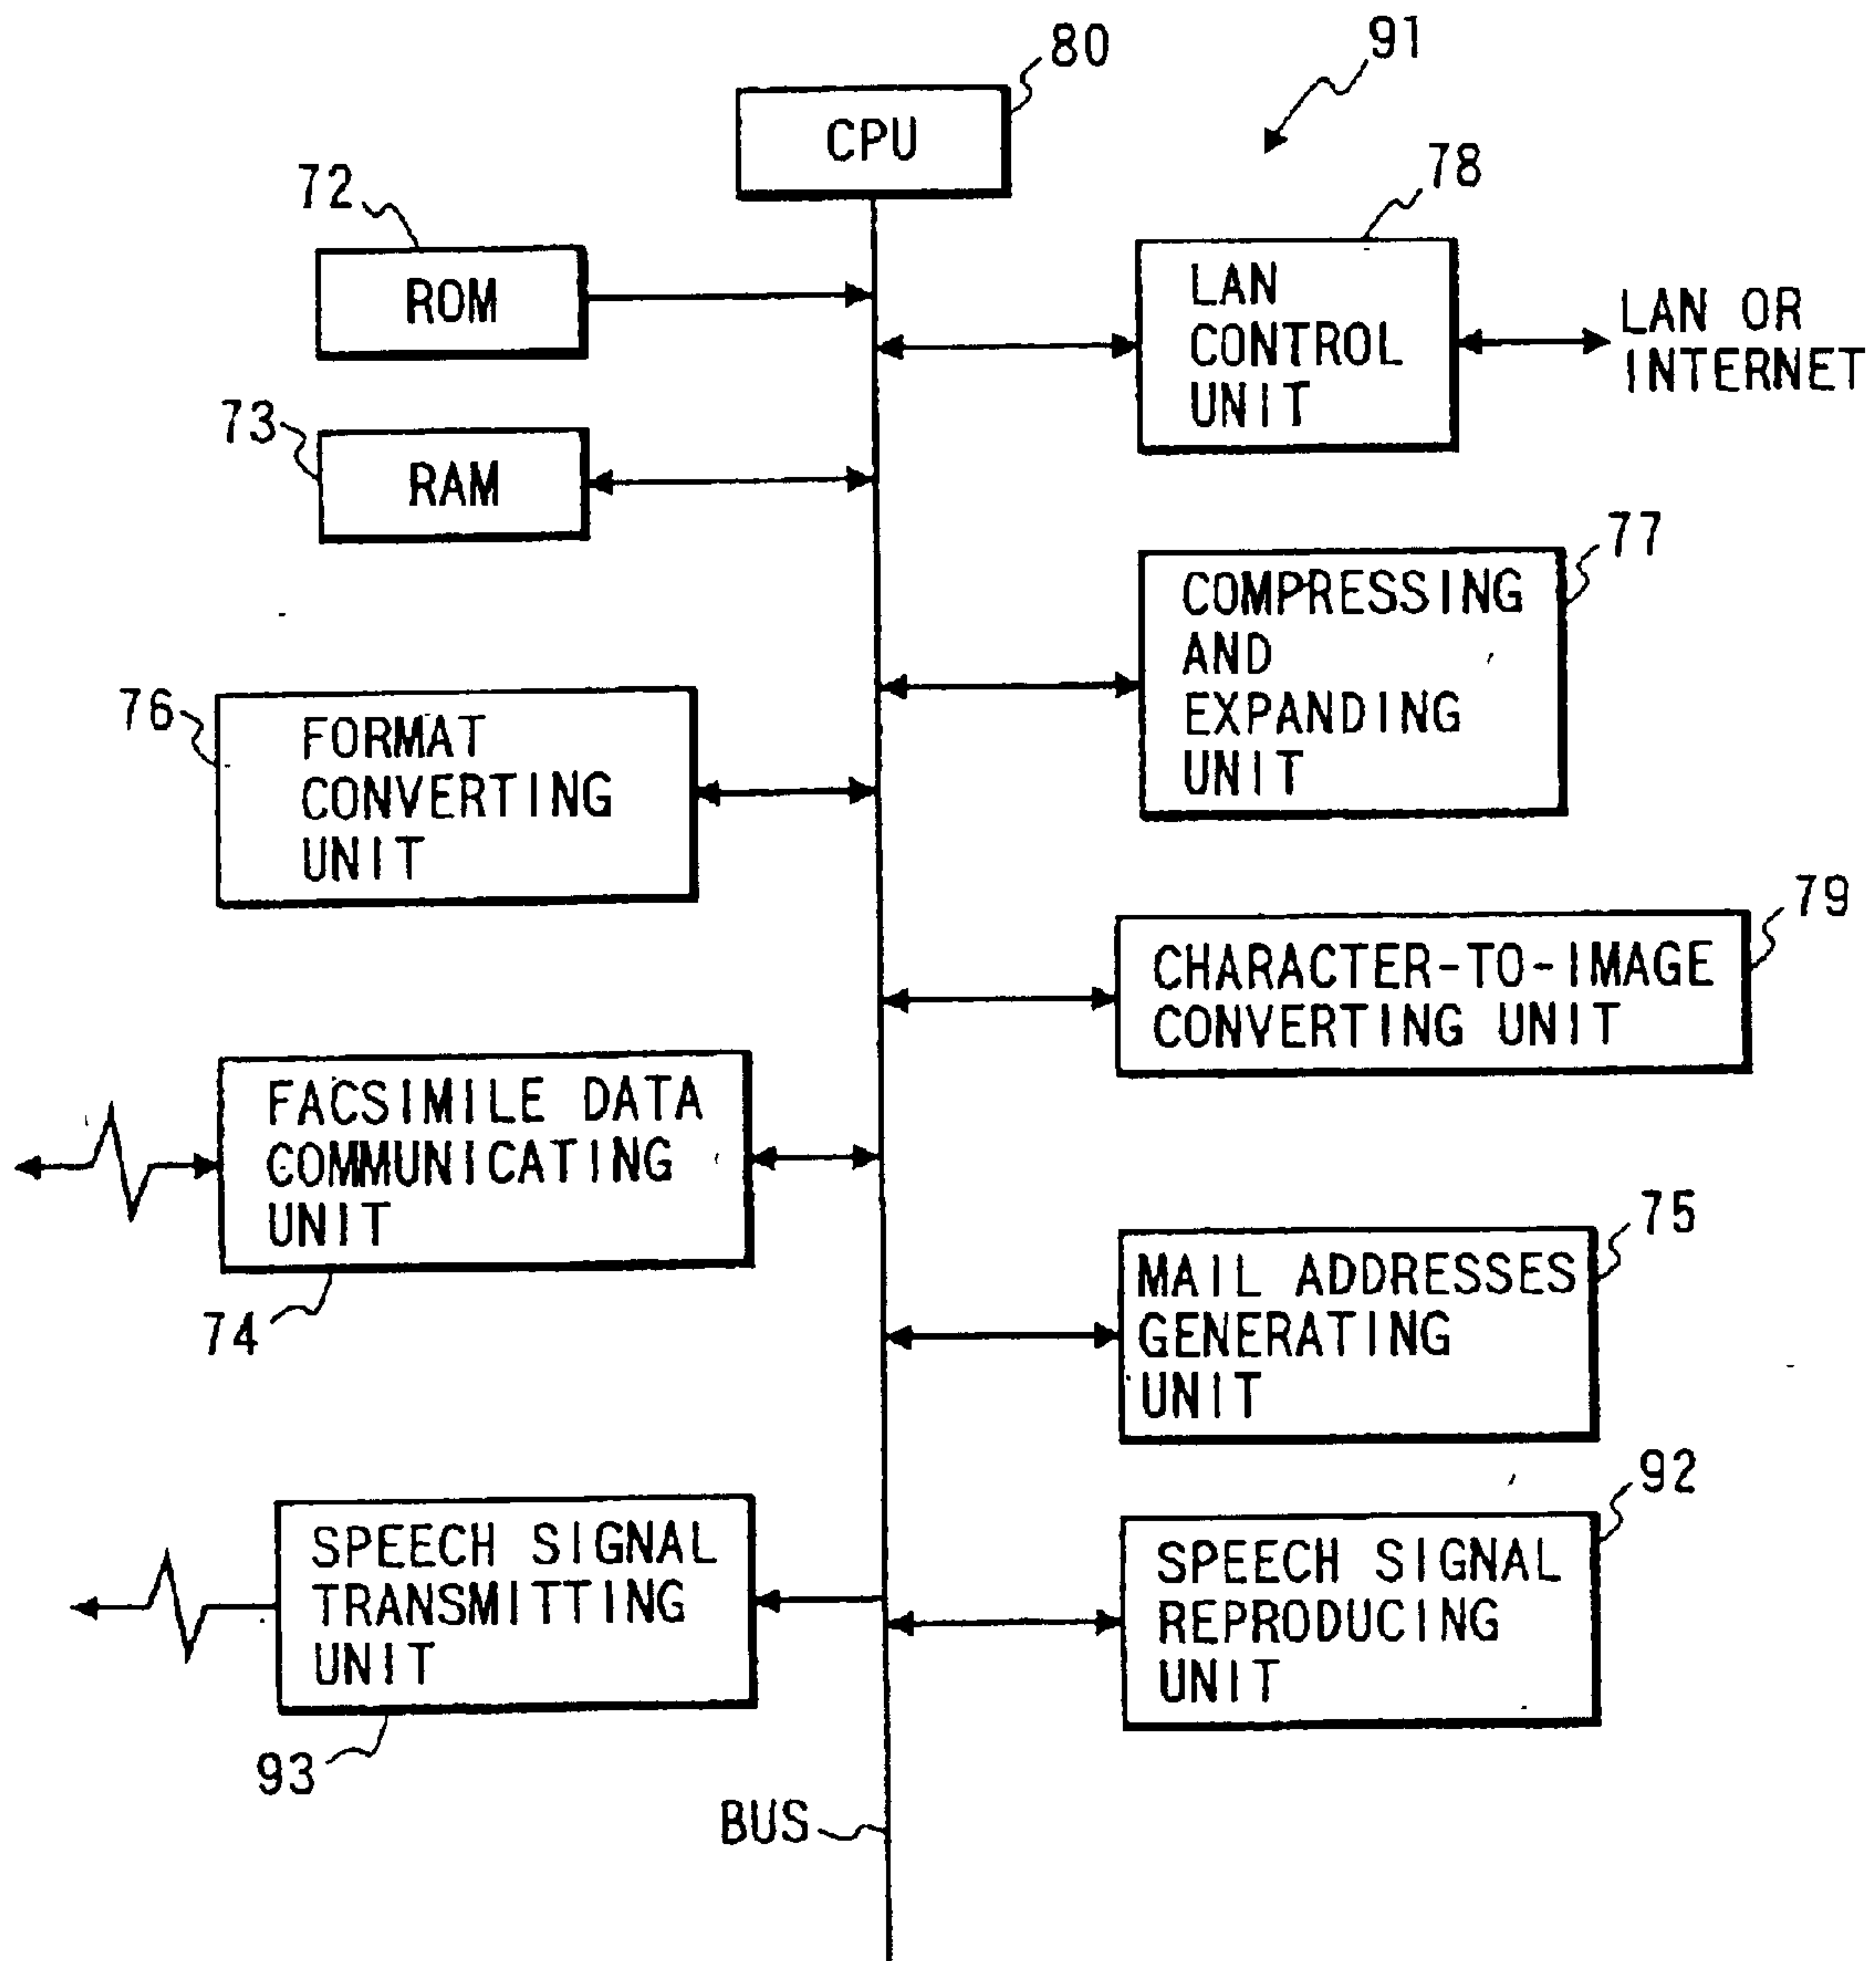 80
91
CPU
78
72
ROM
LAN
CONTROL
UNIT
LAN OR
INTERNET
73
RAM
77
COMPRESSING
AND
EXPANDING
UNIT
76
FORMAT
CONVERTING
UNIT
79
CHARACTER-TO-IMAGE
CONVERTING UNIT
FACSIMILE DATA
COMMUNICATING
UNIT
74
75
MAIL ADDRESSES
GENERATING
UNIT
92
SPEECH SIGNAL
TRANSMITTING
UNIT
93
SPEECH SIGNAL
REPRODUCING
UNIT
BUS